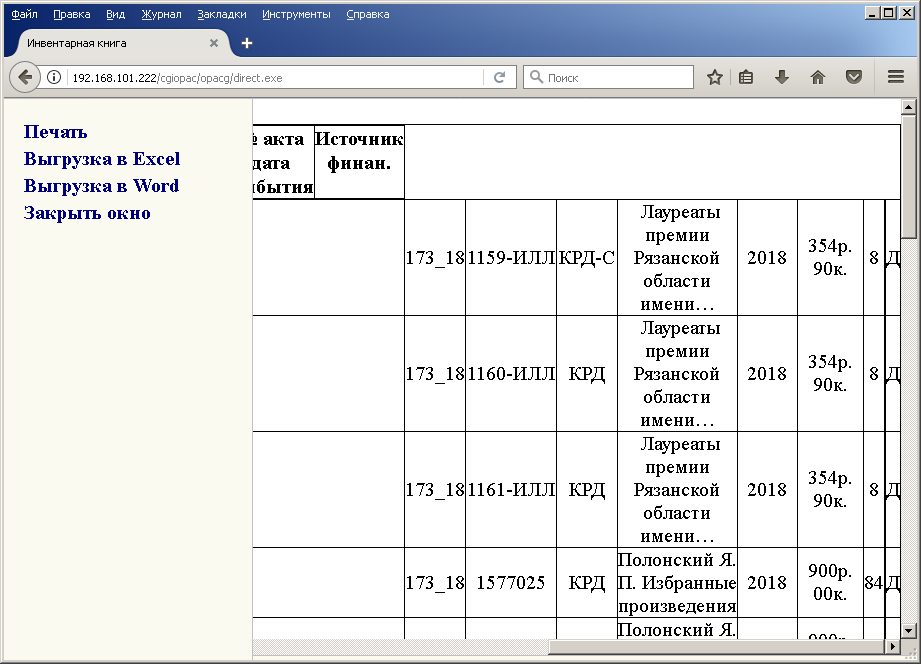 Файл Правка Вид Журнал Закладки Инструменты Справка
Инвентарная книга
192.168.101.222/cgiopac/opacg/direct.exe
Поиск
Печать
Выгрузка в Excel
Выгрузка в Word
Закрыть окно
акта
дата
Источник
финан.
173_18 1159-ИЛЛ КРД-С Лауреаты
премии
Рязанской
области
имени… 2018 354р.
90к. 8 Д
173_18 1160-ИЛЛ КРД Лауреаты
премии
Рязанской
области
имени… 2018 354р.
90к. 8 Д
173_18 1161-ИЛЛ КРД Лауреаты
премии
Рязанской
области
имени… 2018 354р.
90к. 8 Д
173_18 1577025 КРД Полонский Я.
П. Избранные
произведения 2018 900р.
00к. 84 Д
Полонский Я.
900р.